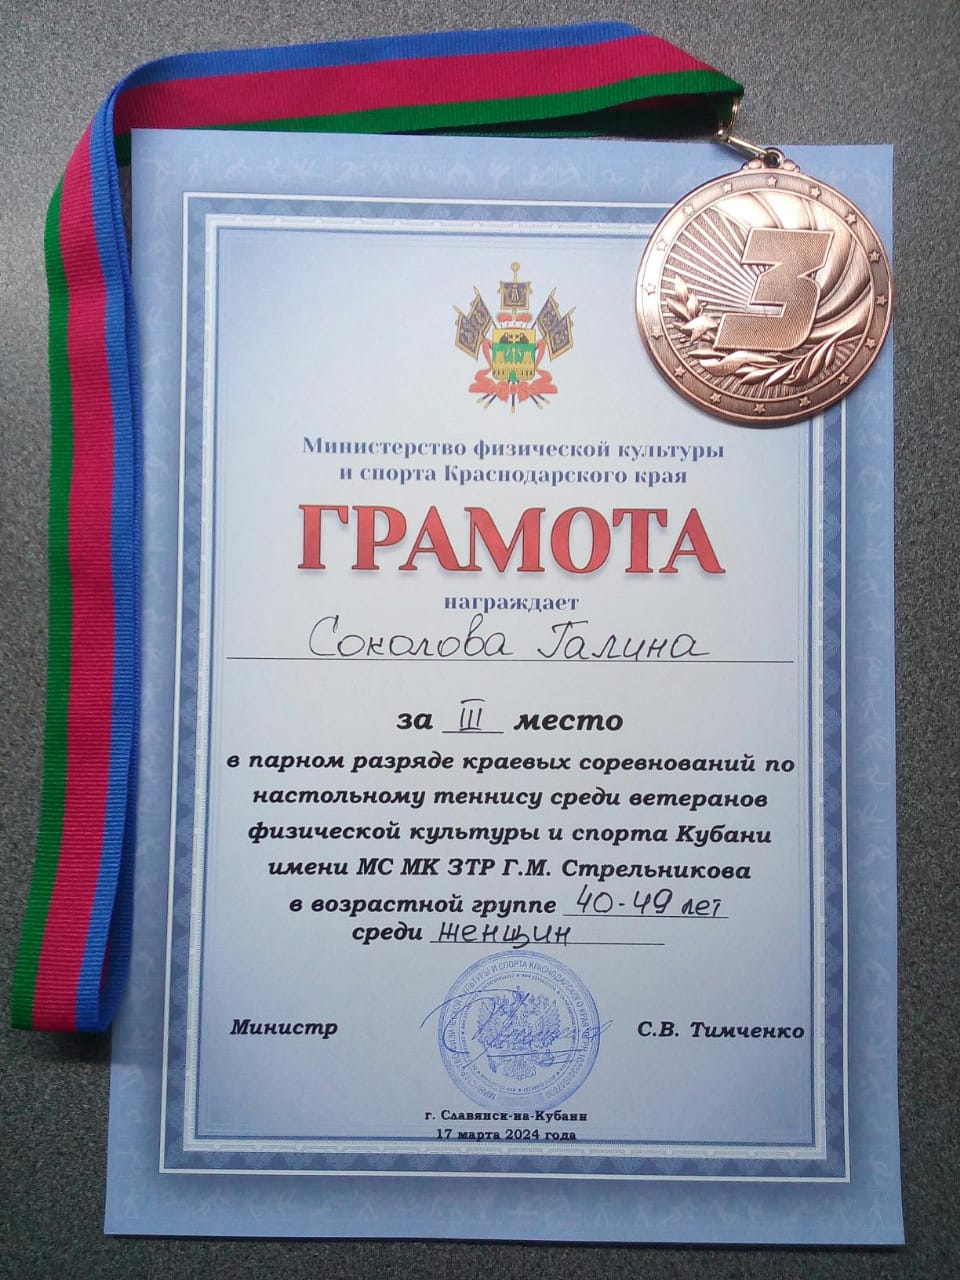 3
Министерство физической культуры
и спорта Краснодарского края
ГРАМОТА
награждает
Соколова Галина
за III место
в парном разряде краевых соревнований по
настольному теннису среди ветеранов
физической культуры и спорта Кубани
имени МС МК ЗТР Г.М. Стрельникова
в возрастной группе 40-49 лет
среди женщин
Министр С.В. Тимченко
г. Славянск-на-Кубани
17 марта 2024 года